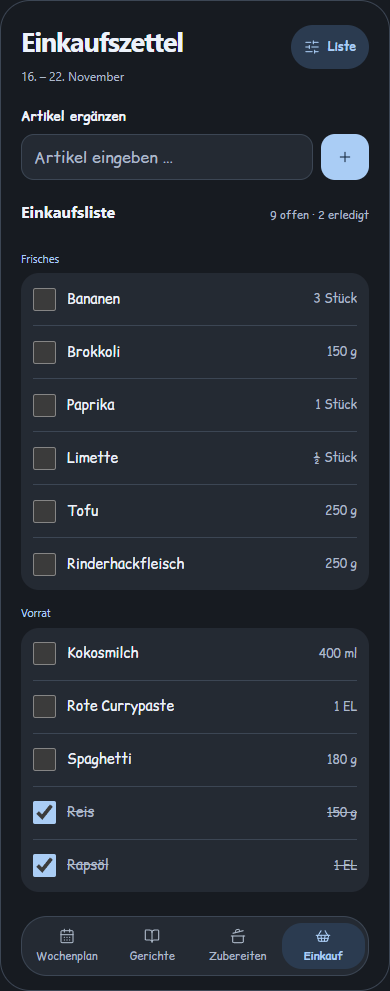 Einkaufszettel
Liste
16. – 22. November
Artikel ergänzen
Artikel eingeben ...
+
Einkaufsliste
9 offen · 2 erledigt
Frisches
Bananen 3 Stück
Brokkoli 150 g
Paprika 1 Stück
Limette ½ Stück
Tofu 250 g
Rinderhackfleisch 250 g
Vorrat
Kokosmilch 400 ml
Rote Currypaste 1 EL
Spaghetti 180 g
Reis 150 g
Rapsöl 1 EL
Wochenplan Gerichte Zubereiten Einkauf